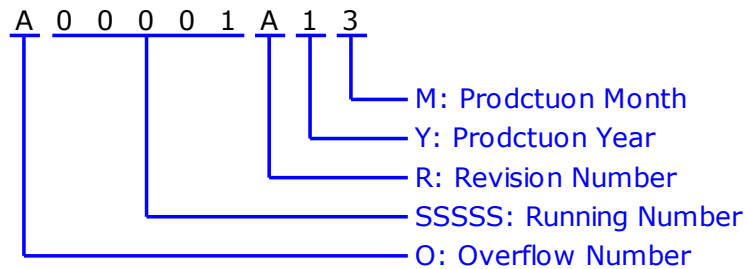 A 0 0 0 0 1 A 1 3
M: Prodctuon Month
Y: Prodctuon Year
R: Revision Number
SSSSS: Running Number
O: Overflow Number